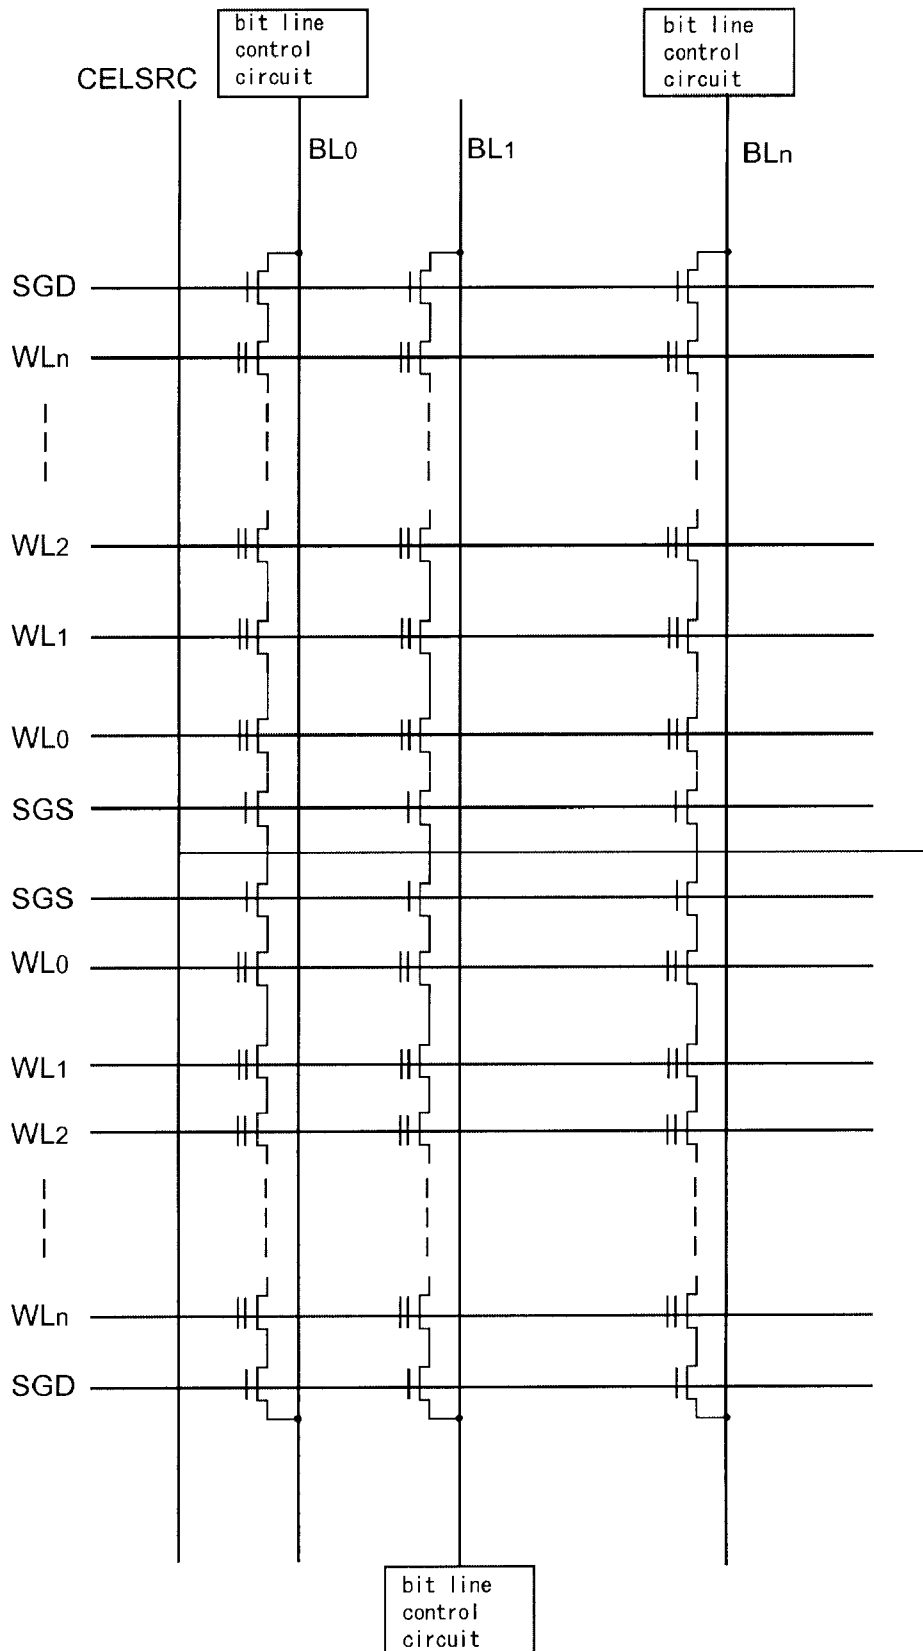 bit line
control
circuit
bit line
control
circuit
CELSRC
BL0
BL1
BLn
SGD
WLn
WL2
WL1
WL0
SGS
SGS
WL0
WL1
WL2
WLn
SGD
bit line
control
circuit